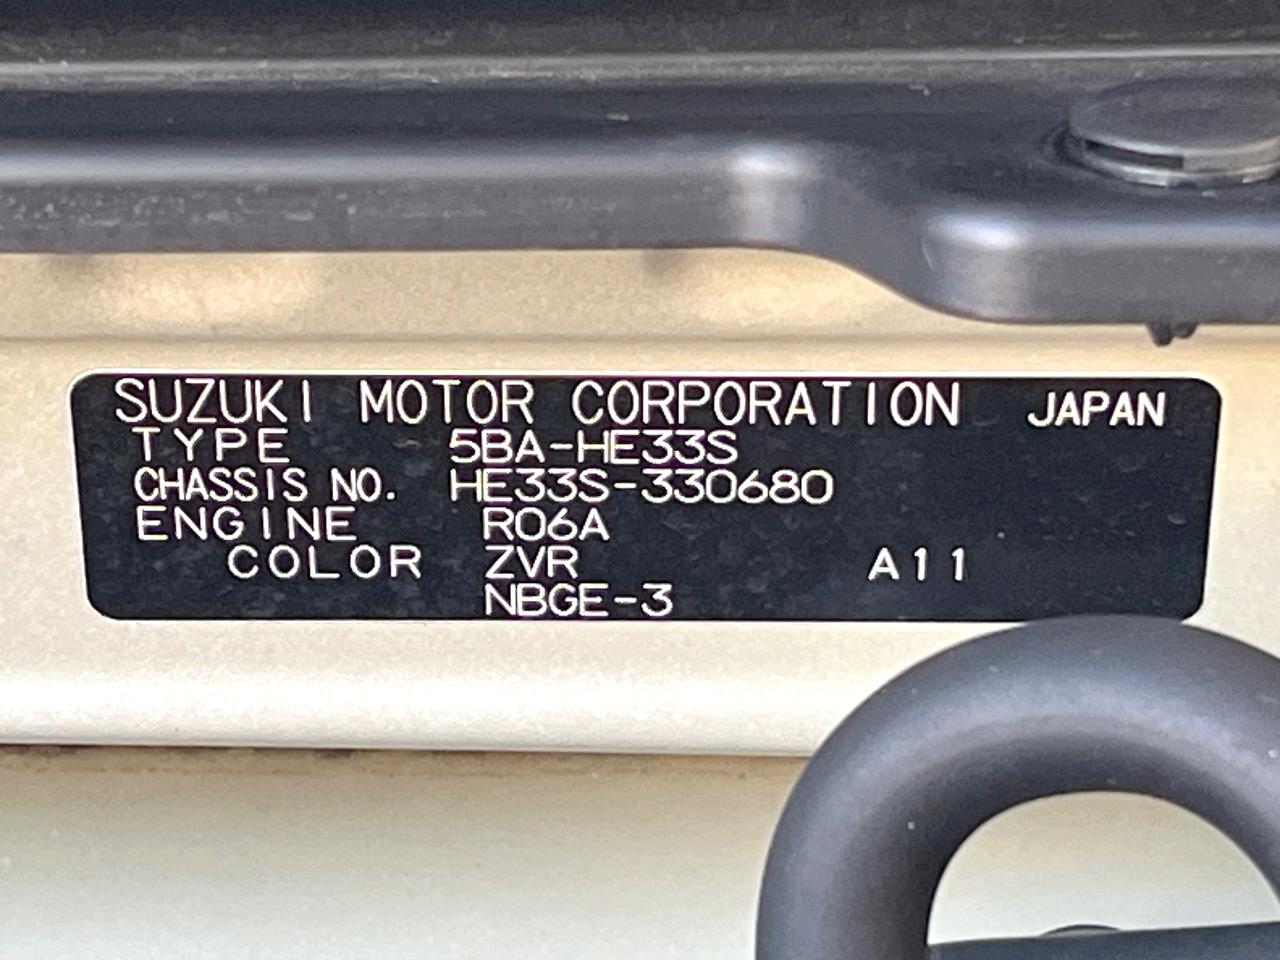 SUZUKI MOTOR CORPORATION JAPAN
TYPE 5BA-HE33S
CHASSIS NO. HE33S-330680
ENGINE R06A
COLOR ZVR A11
NBGE-3